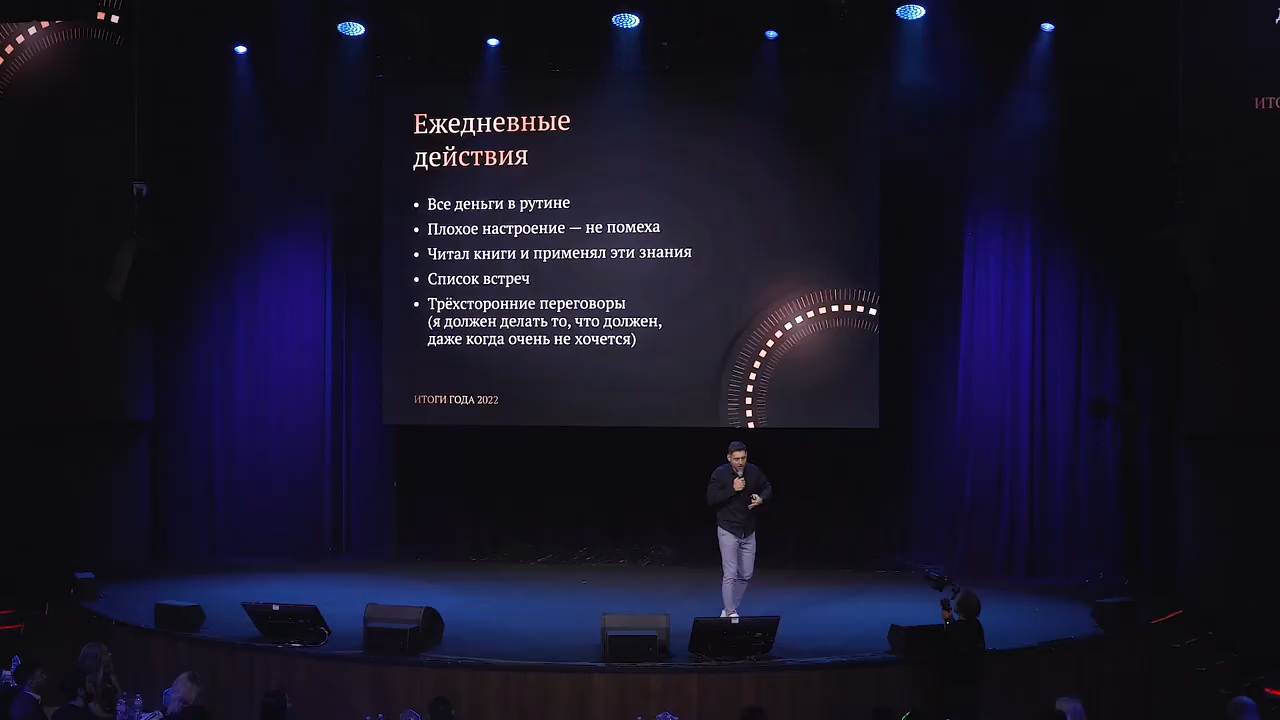 Ежедневные
действия
• Все деньги в рутине
• Плохое настроение — не помеха
• Читал книги и применял эти знания
• Список встреч
• Трёхсторонние переговоры
(я должен делать то, что должен,
даже когда очень не хочется)
ИТОГИ ГОДА 2022